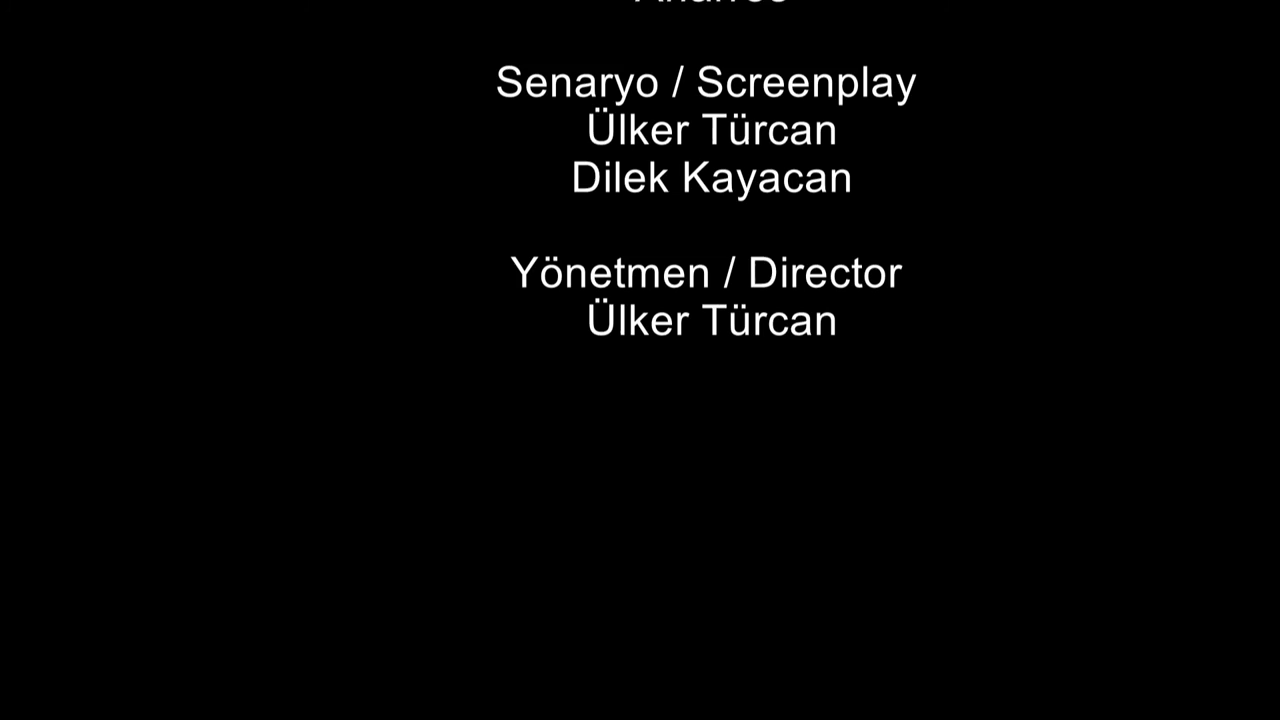 Senaryo / Screenplay
Ülker Türcan
Dilek Kayacan
Yönetmen / Director
Ülker Türcan